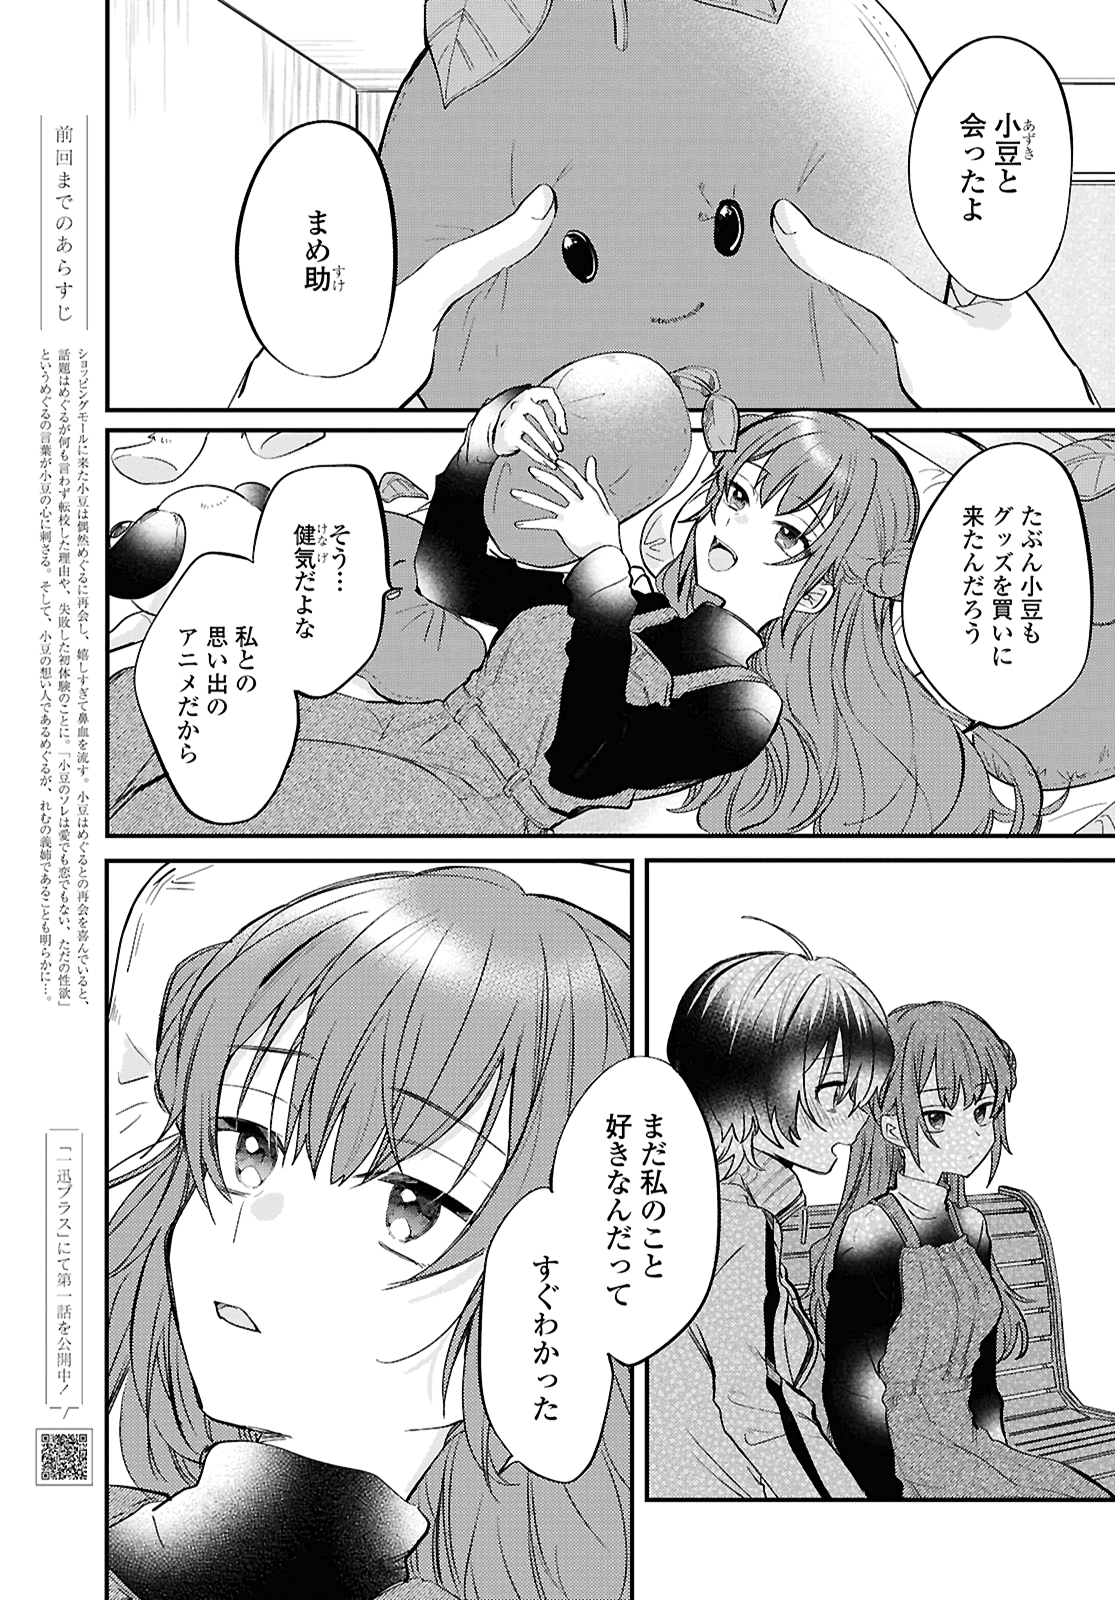 小豆と
あずき
会ったよ
まめ助
すけ
たぶん小豆も
グッズを買いに
来たんだろう
そう…
健気だよな
けなげ
私との
思い出の
アニメだから
まだ私のこと
好きなんだって
すぐわかった
前回までのあらすじ
ショッピングモールに来た小豆は偶然めぐるに再会し、嬉しすぎて鼻血を流す。小豆はめぐるとの再会を喜んでいると、
話題はめぐるが何も言わず転校した理由や、失敗した初体験のことに。「小豆のソレは愛でも恋でもない、ただの性欲」
というめぐるの言葉が小豆の心に刺さる。そして、小豆の想い人であるめぐるが、れむの義姉であることも明らかに…。
「一迅プラス」にて第一話を公開中！